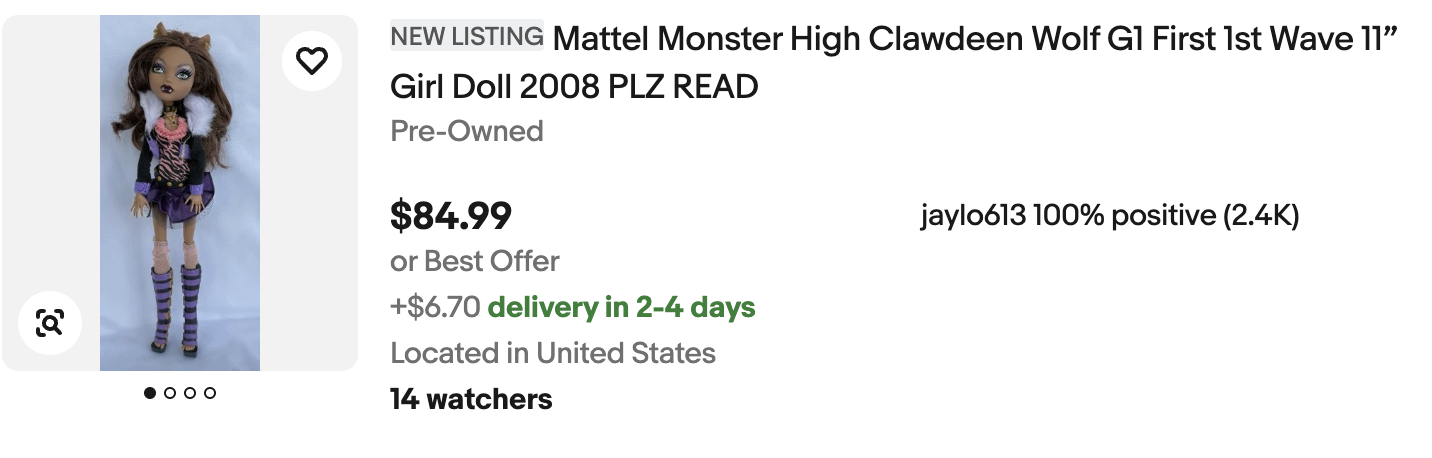 NEW LISTING Mattel Monster High Clawdeen Wolf G1 First 1st Wave 11”
Girl Doll 2008 PLZ READ
Pre-Owned
$84.99
jaylo613 100% positive (2.4K)
or Best Offer
+$6.70 delivery in 2-4 days
Located in United States
14 watchers